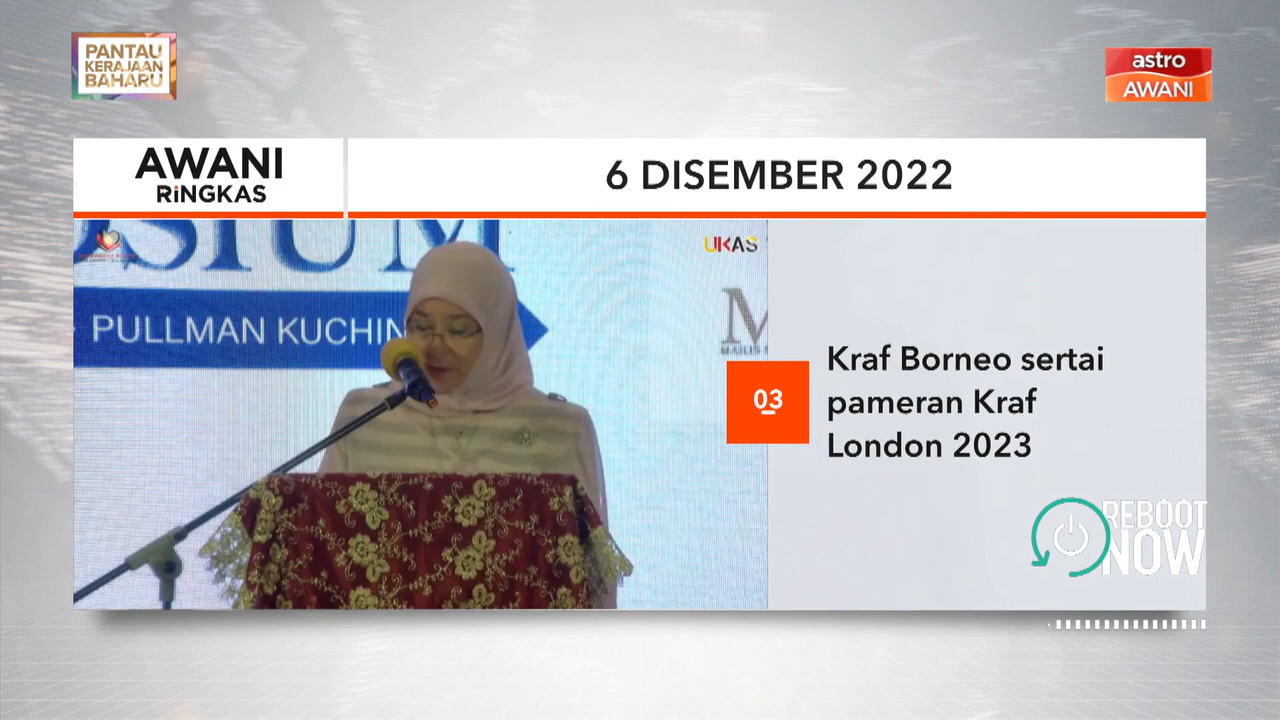 PANTAU
KERAJAAN
BAHARU
astro
AWANI
AWANI
RiNGKAS
6 DISEMBER 2022
OSIUM
UKAS
PULLMAN KUCHIN
M
03
Kraf Borneo sertai
pameran Kraf
London 2023
REBOOT
NOW